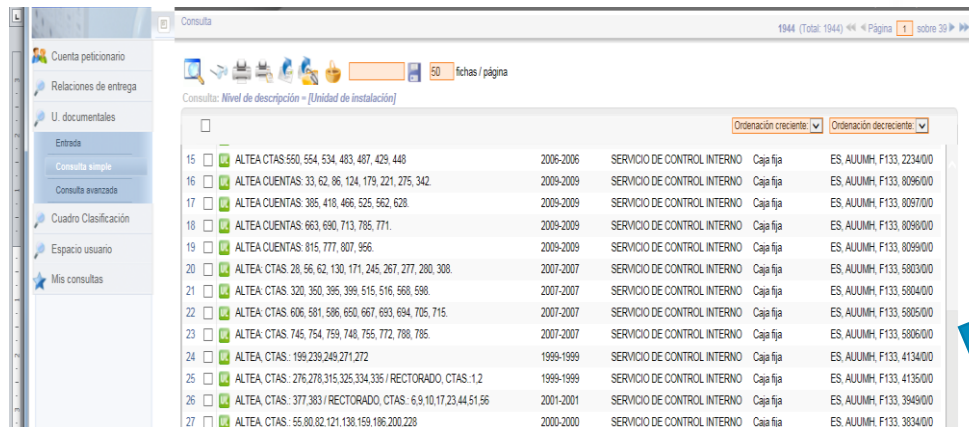 L
Consulta
1944 (Total: 1944) Página 1 sobre 39
Cuenta peticionario
Relaciones de entrega
U. documentales
Entrada
Consulta simple
Consulta avanzada
Cuadro Clasificación
Espacio usuario
Mis consultas
50 fichas / página
Consulta: Nivel de descripción = [Unidad de instalación]
Ordenación creciente: Ordenación decreciente:
15 ALTEA CTAS:550, 554, 534, 483, 487, 429, 448 2006-2006 SERVICIO DE CONTROL INTERNO Caja fija ES, AUUMH, F133, 2234/0/0
16 ALTEA CUENTAS: 33, 62, 86, 124, 179, 221, 275, 342. 2009-2009 SERVICIO DE CONTROL INTERNO Caja fija ES, AUUMH, F133, 8096/0/0
17 ALTEA CUENTAS: 385, 418, 466, 525, 562, 628. 2009-2009 SERVICIO DE CONTROL INTERNO Caja fija ES, AUUMH, F133, 8097/0/0
18 ALTEA CUENTAS: 663, 690, 713, 785, 771. 2009-2009 SERVICIO DE CONTROL INTERNO Caja fija ES, AUUMH, F133, 8098/0/0
19 ALTEA CUENTAS: 815, 777, 807, 956. 2009-2009 SERVICIO DE CONTROL INTERNO Caja fija ES, AUUMH, F133, 8099/0/0
20 ALTEA: CTAS. 28, 56, 62, 130, 171, 245, 267, 277, 280, 308. 2007-2007 SERVICIO DE CONTROL INTERNO Caja fija ES, AUUMH, F133, 5803/0/0
21 ALTEA: CTAS. 320, 350, 395, 399, 515, 516, 568, 598. 2007-2007 SERVICIO DE CONTROL INTERNO Caja fija ES, AUUMH, F133, 5804/0/0
22 ALTEA: CTAS. 606, 581, 586, 650, 667, 693, 694, 705, 715. 2007-2007 SERVICIO DE CONTROL INTERNO Caja fija ES, AUUMH, F133, 5805/0/0
23 ALTEA: CTAS. 745, 754, 759, 748, 755, 772, 788, 785. 2007-2007 SERVICIO DE CONTROL INTERNO Caja fija ES, AUUMH, F133, 5806/0/0
24 ALTEA, CTAS.: 199,239,249,271,272 1999-1999 SERVICIO DE CONTROL INTERNO Caja fija ES, AUUMH, F133, 4134/0/0
25 ALTEA, CTAS.: 276,278,315,325,334,335 / RECTORADO, CTAS.:1,2 1999-1999 SERVICIO DE CONTROL INTERNO Caja fija ES, AUUMH, F133, 4135/0/0
26 ALTEA, CTAS.: 377,383 / RECTORADO, CTAS.: 6,9,10,17,23,44,51,56 2001-2001 SERVICIO DE CONTROL INTERNO Caja fija ES, AUUMH, F133, 3949/0/0
27 ALTEA, CTAS.: 55,80,82,121,138,159,186,200,228 2000-2000 SERVICIO DE CONTROL INTERNO Caja fija ES, AUUMH, F133, 3834/0/0